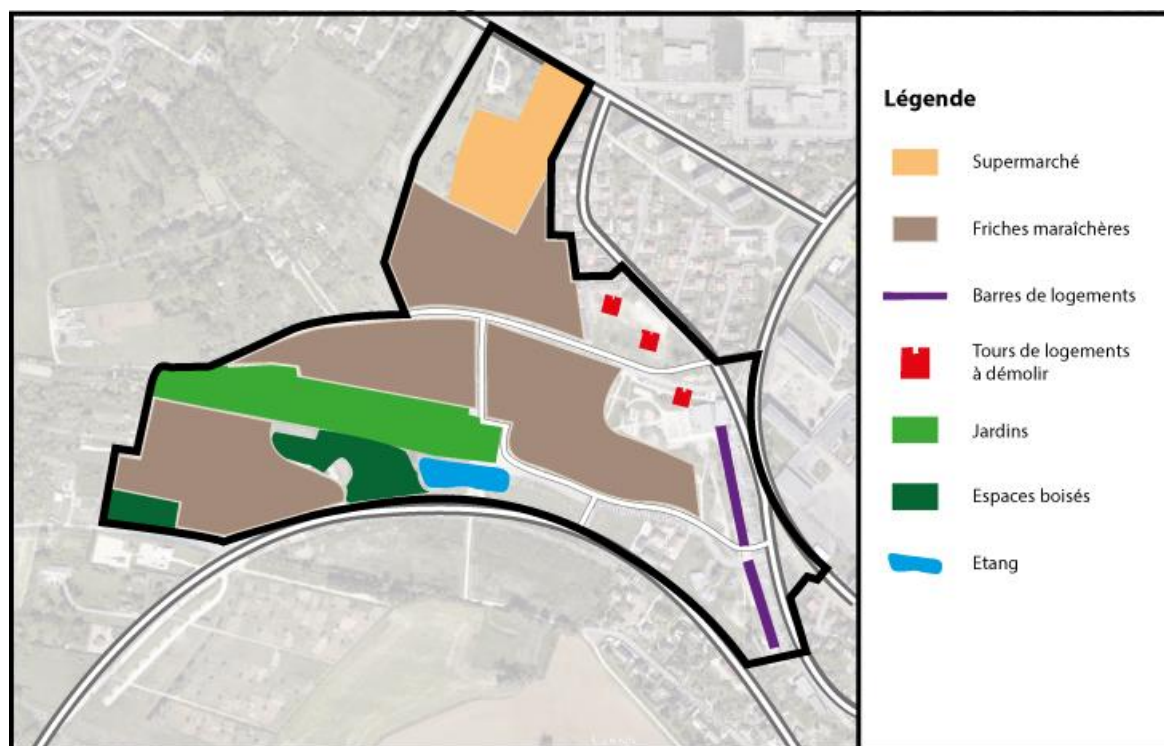 Légende
Supermarché
Friches maraîchères
Barres de logements
Tours de logements
à démolir
Jardins
Espaces boisés
Etang